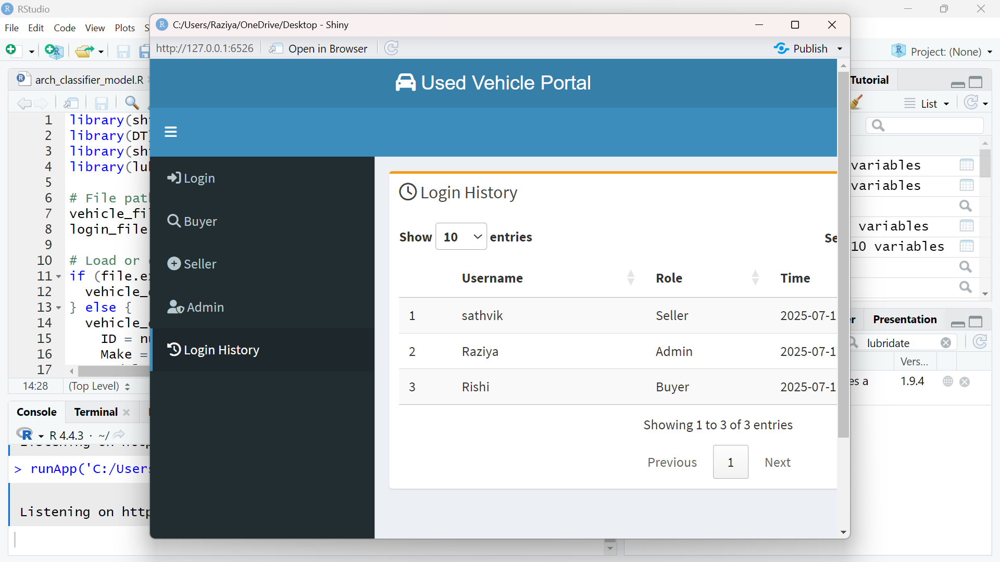 RStudio
File Edit Code View Plots
Project: (None)
arch_classifier_model.R
1 library(sh
2 library(DT
3 library(sh
4 library(lu
5
6 # File pat
7 vehicle_fi
8 login_file
9
10 # Load or
11 if (file.e
12 vehicle_
13 } else {
14 vehicle_
15 ID = n
16 Make =
17
14:28 (Top Level)
Console Terminal
R 4.4.3 · ~/
> runApp('C:/Users
Listening on http
C:/Users/Raziya/OneDrive/Desktop - Shiny
http://127.0.0.1:6526 Open in Browser Publish
Used Vehicle Portal
Login
Buyer
Seller
Admin
Login History
Login History
Show 10 entries Se
Username Role Time
1 sathvik Seller 2025-07-1
2 Raziya Admin 2025-07-1
3 Rishi Buyer 2025-07-1
Showing 1 to 3 of 3 entries
Previous 1 Next
Tutorial
List
variables
variables
variables
10 variables
r Presentation
lubridate
Vers...
es a 1.9.4